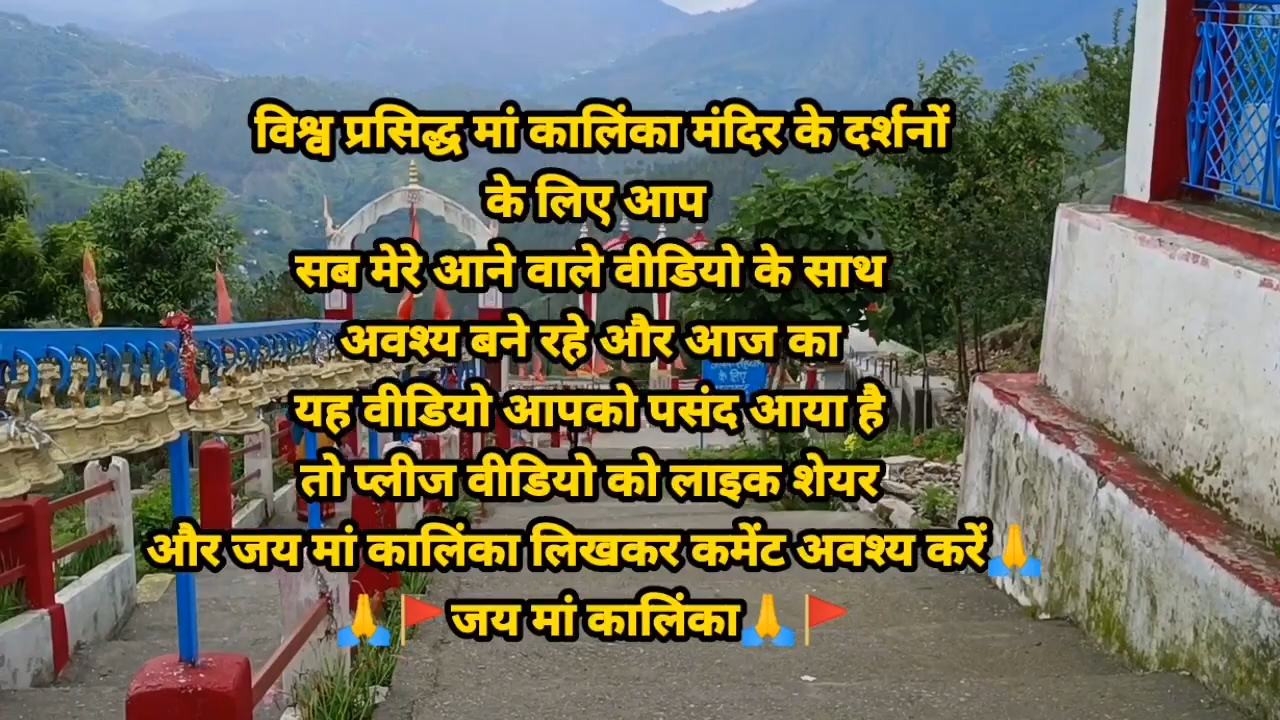 विश्व प्रसिद्ध मां कालिंका मंदिर के दर्शनों
के लिए आप
सब मेरे आने वाले वीडियो के साथ
अवश्य बने रहे और आज का
यह वीडियो आपको पसंद आया है
तो प्लीज वीडियो को लाइक शेयर
और जय मां कालिंका लिखकर कमेंट अवश्य करें🙏
🙏🚩जय मां कालिंका🙏🚩
के लिए